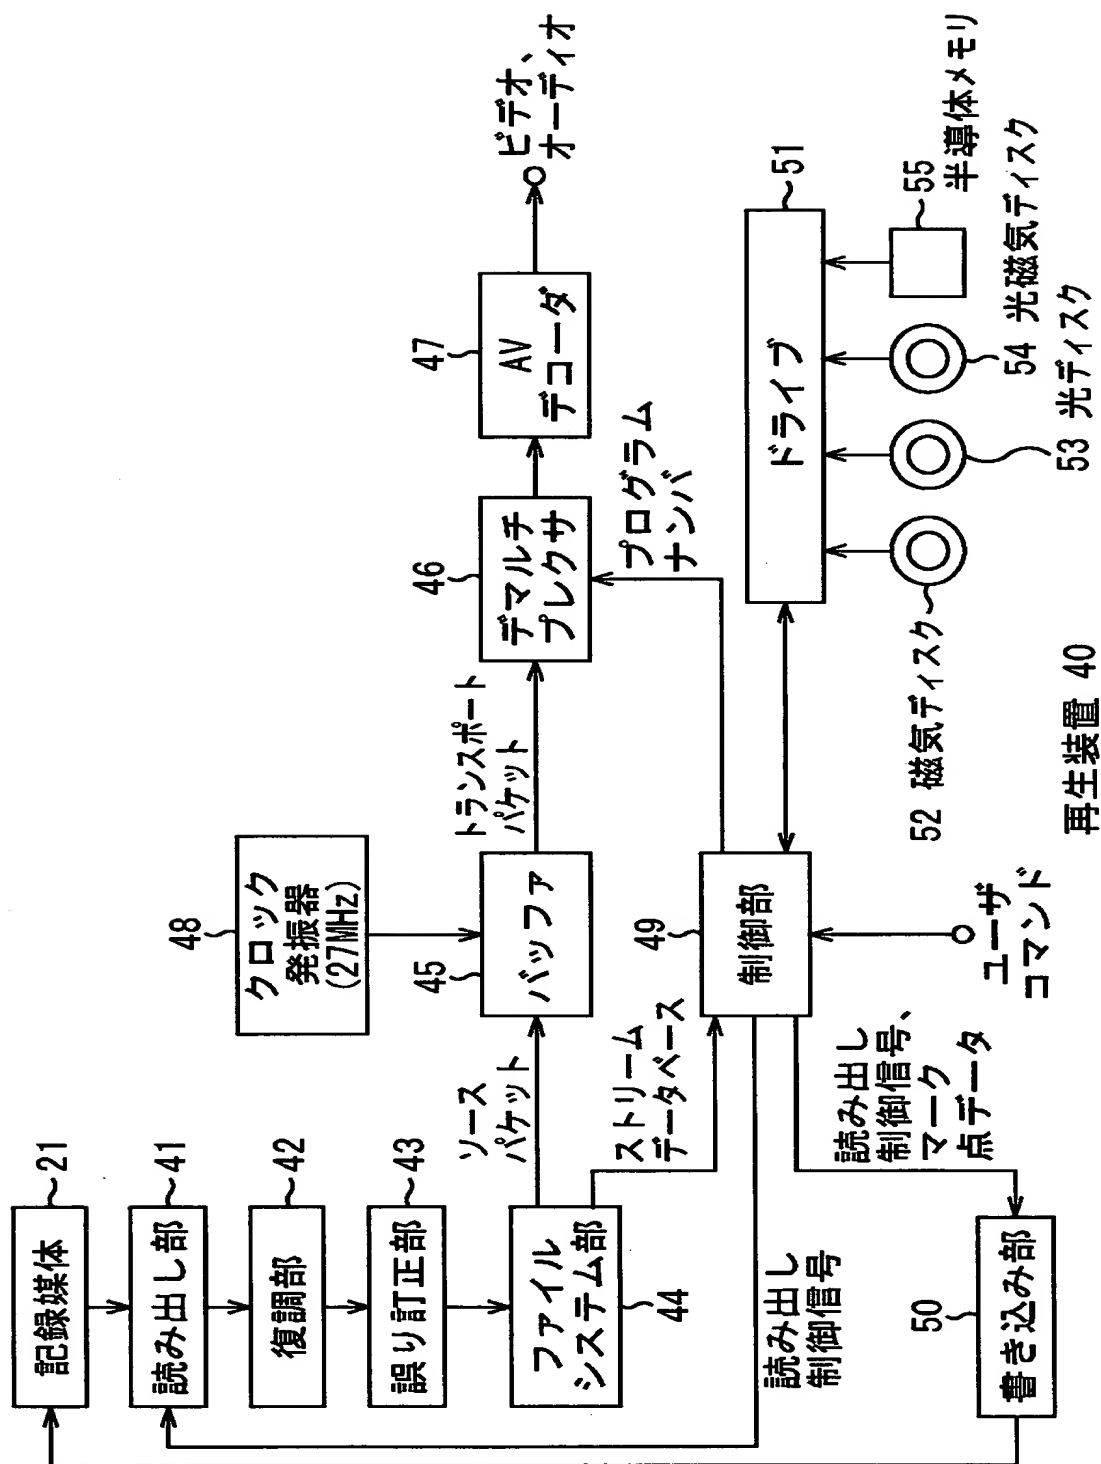 記録媒体
21
読み出し部
41
復調部
42
誤り訂正部
43
ファイル
システム部
44
ソース
パケット
クロック
発振器
(27MHz)
48
バッファ
45
トランスポート
パケット
デマルチ
プレクサ
46
AV
デコーダ
47
ビデオ、
オーディオ
ストリーム
データベース
制御部
49
プログラム
ナンバ
ドライブ
51
読み出し
制御信号
読み出し
制御信号、
マーク
点データ
書き込み部
50
ユーザ
コマンド
52 磁気ディスク
53 光ディスク
54 光磁気ディスク
55
半導体メモリ
再生装置 40